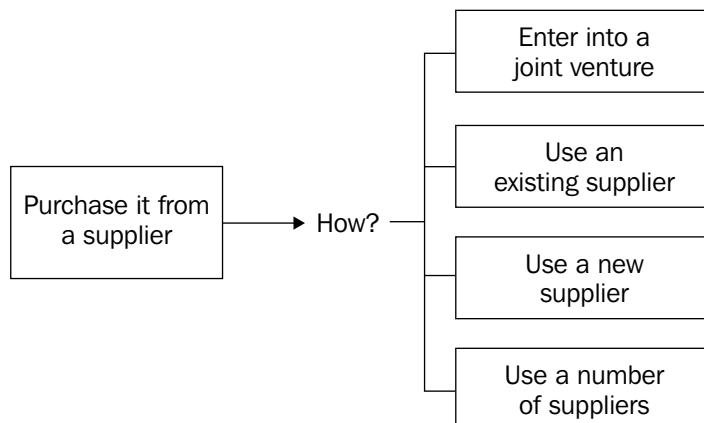 Enter into a
joint venture
Use an
existing supplier
Purchase it from
a supplier
How?
Use a new
supplier
Use a number
of suppliers